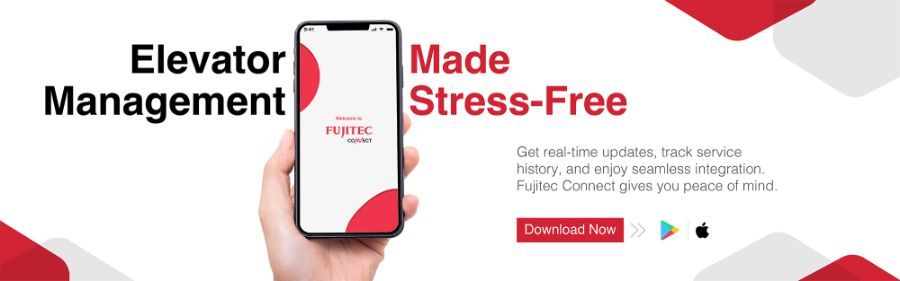 Elevator
Management
Made
Stress-Free
9:41
Welcome to
FUJITEC
CONNECT
Get real-time updates, track service
history, and enjoy seamless integration.
Fujitec Connect gives you peace of mind.
Download Now